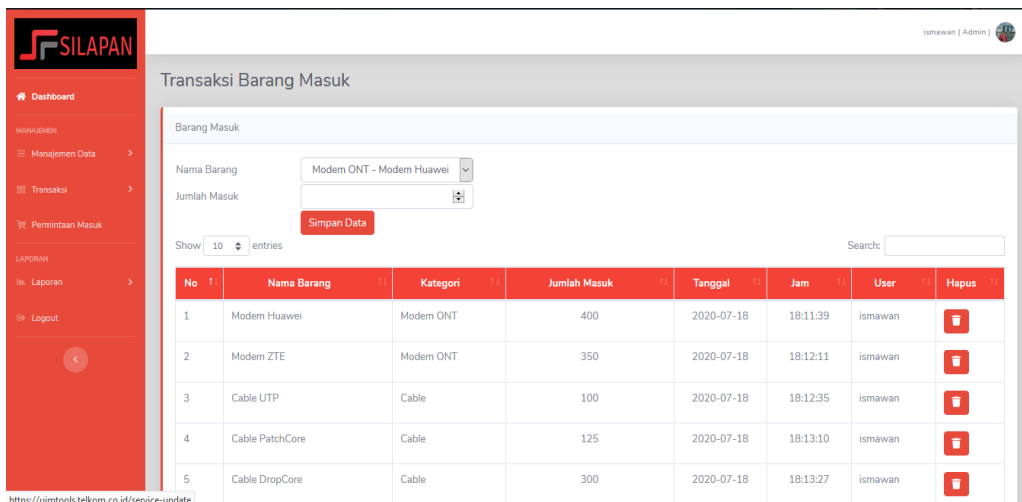 SILAPAN
ismawan ( Admin )
Dashboard
MANAJEMEN
Manajemen Data
Transaksi
Permintaan Masuk
LAPORAN
Laporan
Logout
Transaksi Barang Masuk
Barang Masuk
Nama Barang Modem ONT - Modem Huawei
Jumlah Masuk
Simpan Data
Show 10 entries Search:
No Nama Barang Kategori Jumlah Masuk Tanggal Jam User Hapus
1 Modem Huawei Modem ONT 400 2020-07-18 18:11:39 ismawan
2 Modem ZTE Modem ONT 350 2020-07-18 18:12:11 ismawan
3 Cable UTP Cable 100 2020-07-18 18:12:35 ismawan
4 Cable PatchCore Cable 125 2020-07-18 18:13:10 ismawan
5 Cable DropCore Cable 300 2020-07-18 18:13:27 ismawan
https://uimtools.telkom.co.id/service-update